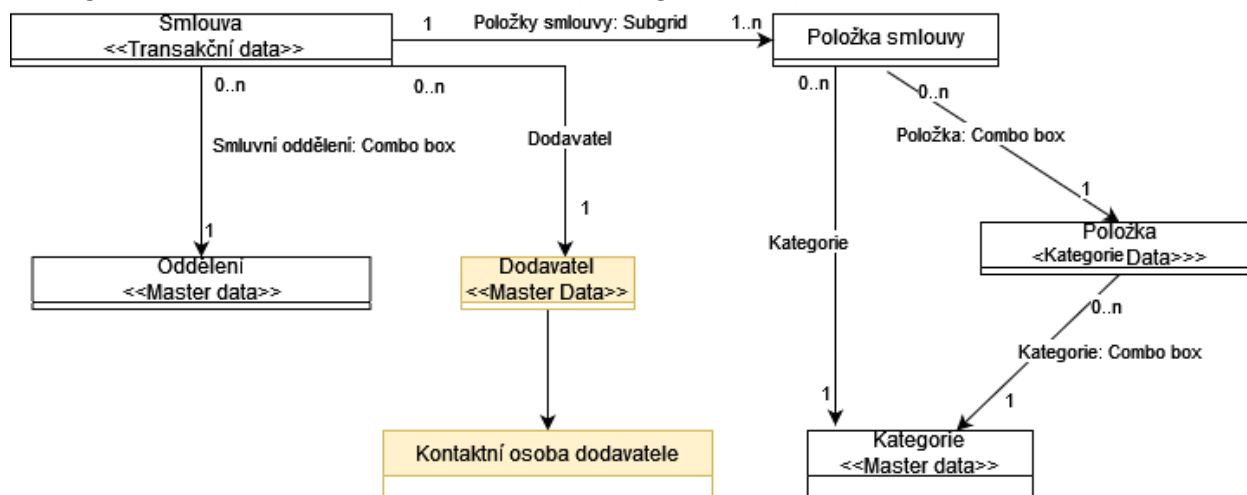 Smlouva
<<Transakční data>>
1
Položky smlouvy: Subgrid
1..n
Položka smlouvy
0..n
0..n
0..n
0..n
Smluvní oddělení: Combo box
Dodavatel
Položka: Combo box
1
1
1
Kategorie
Položka
<Kategorie Data>>>
Oddělení
<<Master data>>
Dodavatel
<<Master Data>>
0..n
Kategorie: Combo box
1
1
Kontaktní osoba dodavatele
Kategorie
<<Master data>>